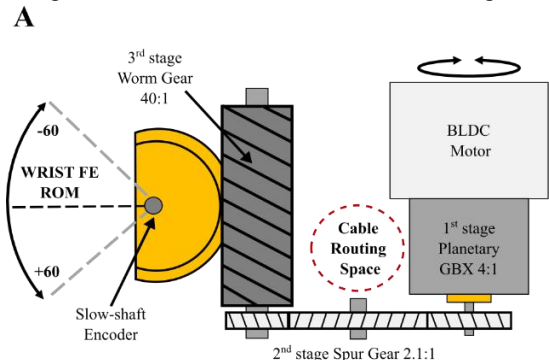 A
3rd stage
Worm Gear
40:1
-60
WRIST FE
ROM
+60
Slow-shaft
Encoder
Cable
Routing
Space
BLDC
Motor
1st stage
Planetary
GBX 4:1
2nd stage Spur Gear 2.1:1